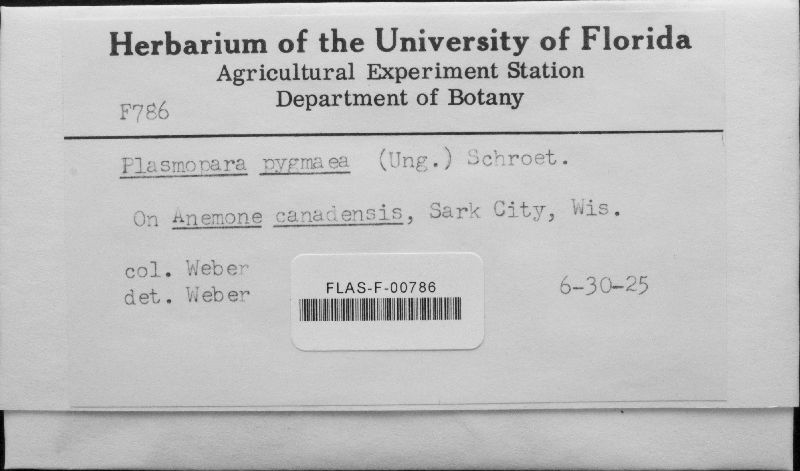 Herbarium of the University of Florida
Agricultural Experiment Station
Department of Botany
F786
Plasmopara pygmaea (Ung.) Schroet.
On Anemone canadensis, Sark City, Wis.
col. Weber
det. Weber
FLAS-F-00786
6-30-25